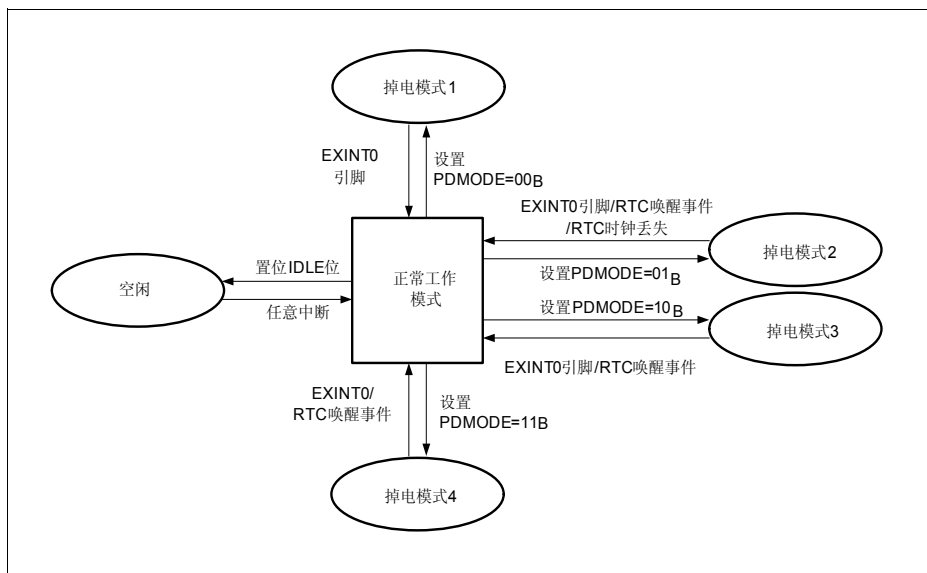 掉电模式1
EXINT0
引脚
设置
PDMODE=00B
EXINT0引脚/RTC唤醒事件
/RTC时钟丢失
掉电模式2
设置PDMODE=01B
置位IDLE位
空闲
任意中断
正常工作
模式
设置PDMODE=10B
掉电模式3
EXINT0引脚/RTC唤醒事件
EXINT0/
RTC唤醒事件
设置
PDMODE=11B
掉电模式4